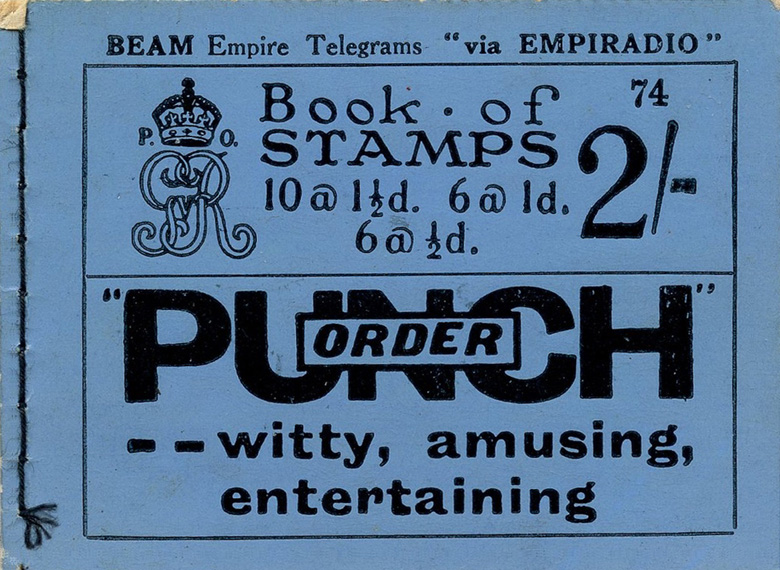 BEAM Empire Telegrams "via EMPIRADIO"
74
P. O.
GvR
Book · of
STAMPS
10 @ 1½d. 6 @ 1d.
6 @ ½d.
2/-
"PUNCH"
ORDER
--witty, amusing,
entertaining